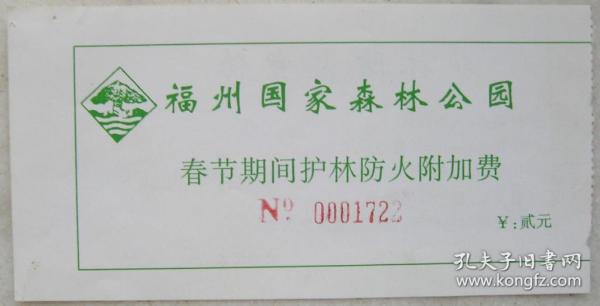 福州国家森林公园
春节期间护林防火附加费
Nº 0001722
¥:贰元
孔夫子旧书网
www.kongfz.com